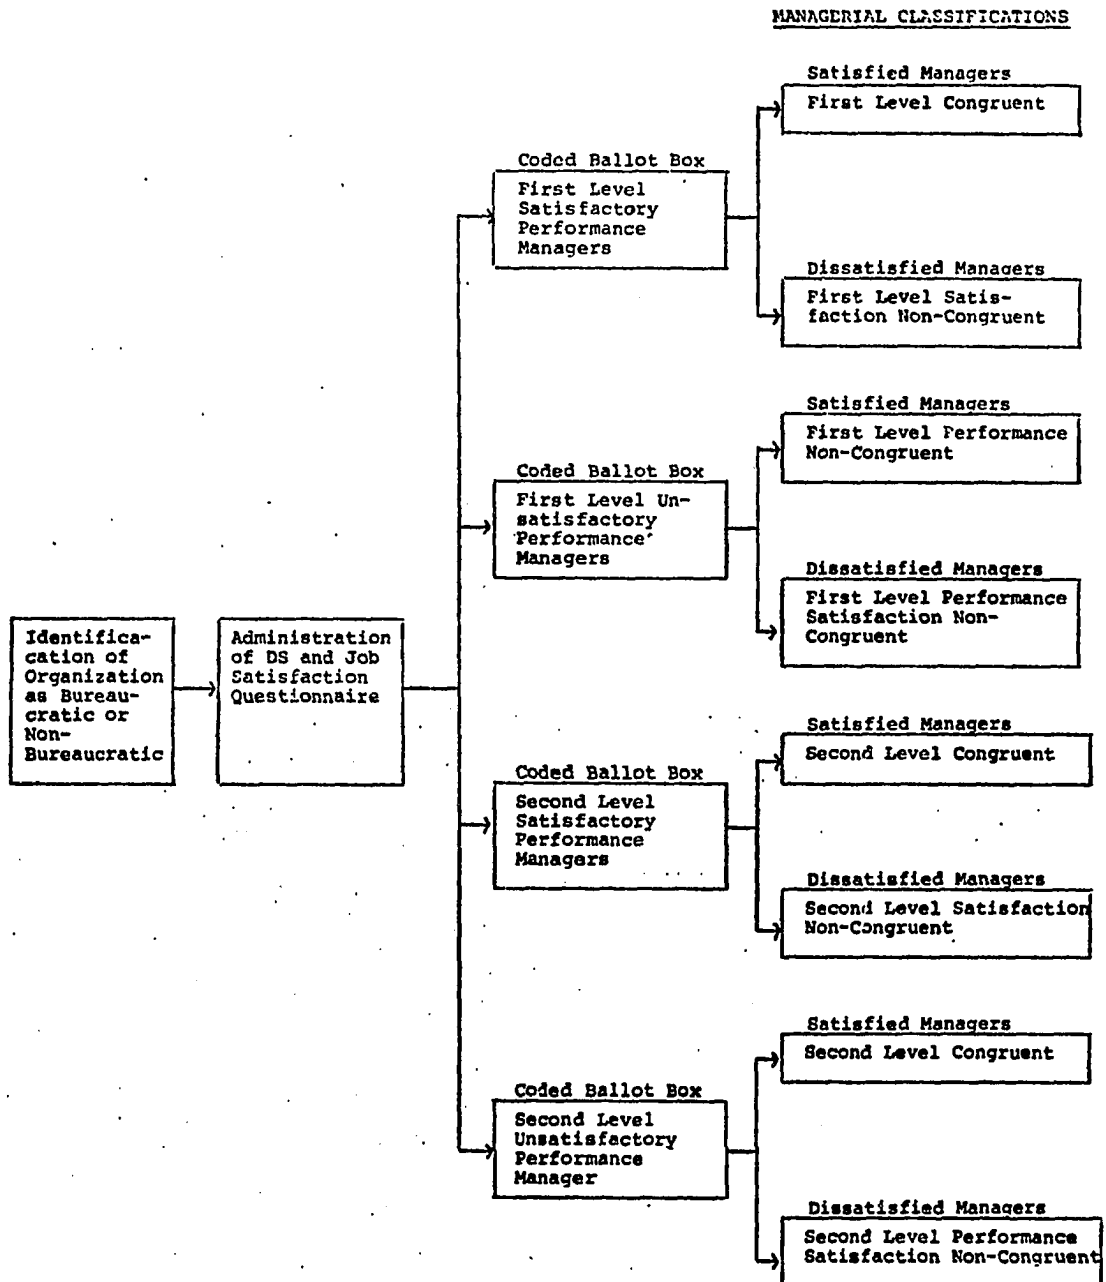 MANAGERIAL CLASSIFICATIONS
Satisfied Managers
First Level Congruent
Coded Ballot Box
First Level
Satisfactory
Performance
Managers
Dissatisfied Managers
First Level Satis-
faction Non-Congruent
Satisfied Managers
First Level Performance
Non-Congruent
Coded Ballot Box
First Level Un-
satisfactory
Performance
Managers
Dissatisfied Managers
First Level Performance
Satisfaction Non-
Congruent
Identifica-
cation of
Organization
as Bureau-
cratic or
Non-
Bureaucratic
Administration
of DS and Job
Satisfaction
Questionnaire
Satisfied Managers
Second Level Congruent
Coded Ballot Box
Second Level
Satisfactory
Performance
Managers
Dissatisfied Managers
Second Level Satisfaction
Non-Congruent
Satisfied Managers
Second Level Congruent
Coded Ballot Box
Second Level
Unsatisfactory
Performance
Manager
Dissatisfied Managers
Second Level Performance
Satisfaction Non-Congruent